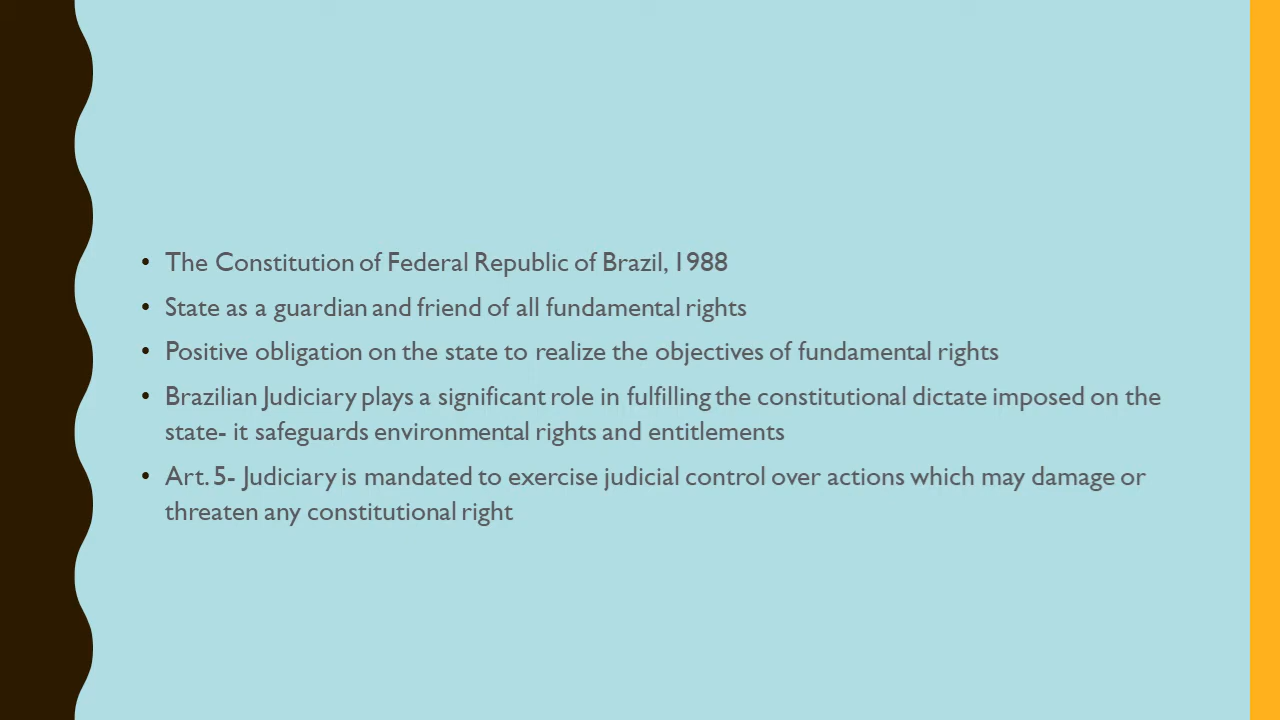 • The Constitution of Federal Republic of Brazil, 1988
• State as a guardian and friend of all fundamental rights
• Positive obligation on the state to realize the objectives of fundamental rights
• Brazilian Judiciary plays a significant role in fulfilling the constitutional dictate imposed on the
state- it safeguards environmental rights and entitlements
• Art. 5- Judiciary is mandated to exercise judicial control over actions which may damage or
threaten any constitutional right